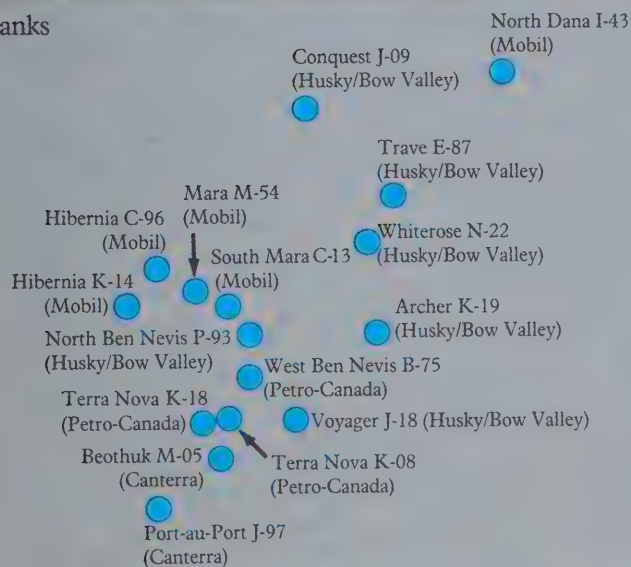 anks
North Dana I-43
(Mobil)
Conquest J-09
(Husky/Bow Valley)
Trave E-87
(Husky/Bow Valley)
Mara M-54
(Mobil)
Hibernia C-96
(Mobil)
Whiterose N-22
(Husky/Bow Valley)
South Mara C-13
(Mobil)
Hibernia K-14
(Mobil)
Archer K-19
(Husky/Bow Valley)
North Ben Nevis P-93
(Husky/Bow Valley)
West Ben Nevis B-75
(Petro-Canada)
Terra Nova K-18
(Petro-Canada)
Voyager J-18 (Husky/Bow Valley)
Beothuk M-05
(Canterra)
Terra Nova K-08
(Petro-Canada)
Port-au-Port J-97
(Canterra)